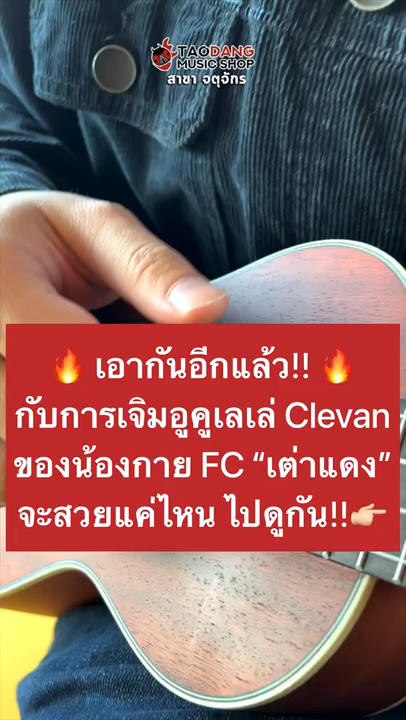 TAODANG
MUSIC SHOP
สาขา จตุจักร
🔥 เอากันอีกแล้ว!! 🔥
กับการเจิมอูคูเลเล่ Clevan
ของน้องกาย FC “เต่าแดง”
จะสวยแค่ไหน ไปดูกัน!!👉🏻